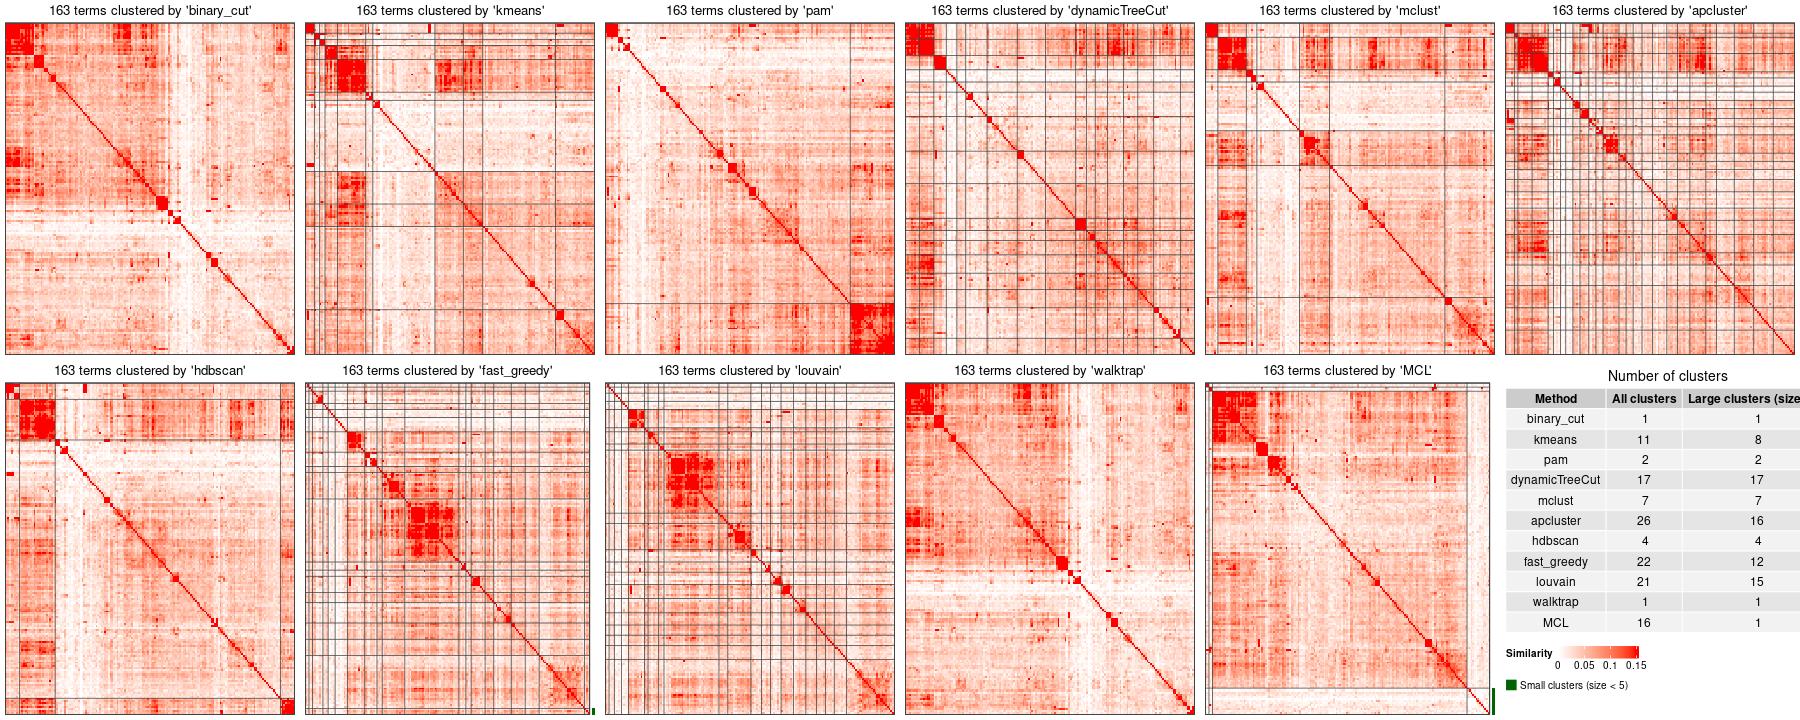 163 terms clustered by 'binary_cut'
163 terms clustered by 'kmeans'
163 terms clustered by 'pam'
163 terms clustered by 'dynamicTreeCut'
163 terms clustered by 'mclust'
163 terms clustered by 'apcluster'
163 terms clustered by 'hdbscan'
163 terms clustered by 'fast_greedy'
163 terms clustered by 'louvain'
163 terms clustered by 'walktrap'
163 terms clustered by 'MCL'
Number of clusters
Method All clusters Large clusters (size
binary_cut 1 1
kmeans 11 8
pam 2 2
dynamicTreeCut 17 17
mclust 7 7
apcluster 26 16
hdbscan 4 4
fast_greedy 22 12
louvain 21 15
walktrap 1 1
MCL 16 1
Similarity
0 0.05 0.1 0.15
Small clusters (size < 5)